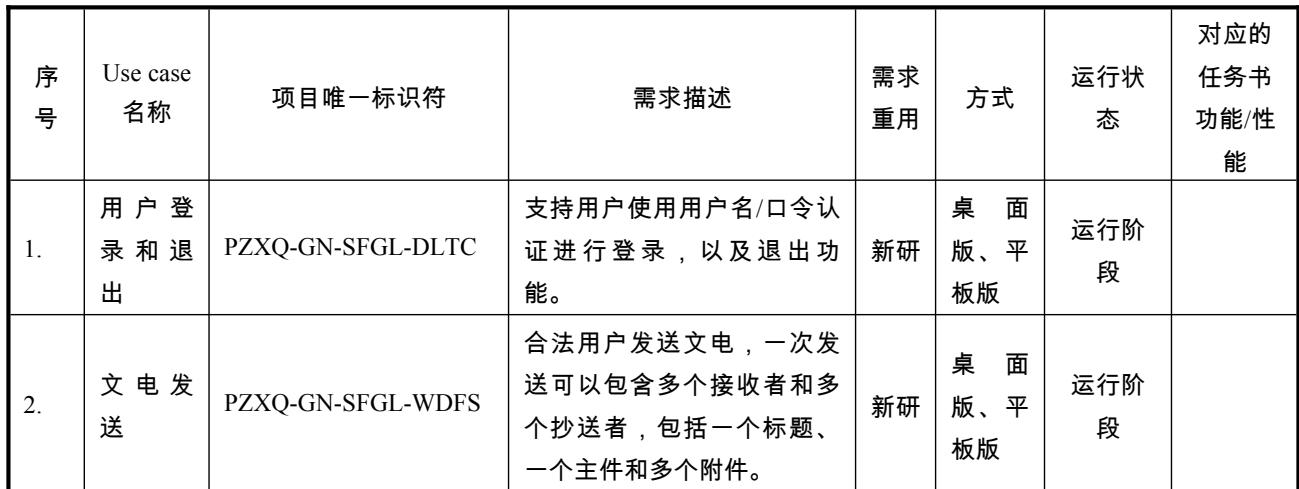 序号
Use case 名称
项目唯一标识符
需求描述
需求重用
方式
运行状态
对应的任务书功能/性能
1.
用户登录和退出
PZXQ-GN-SFGL-DLTC
支持用户使用用户名/口令认
证进行登录，以及退出功
能。
新研
桌面版、平板版
运行阶段
2.
文电发送
PZXQ-GN-SFGL-WDFS
合法用户发送文电，一次发
送可以包含多个接收者和多
个抄送者，包括一个标题、
一个主件和多个附件。
新研
桌面版、平板版
运行阶段